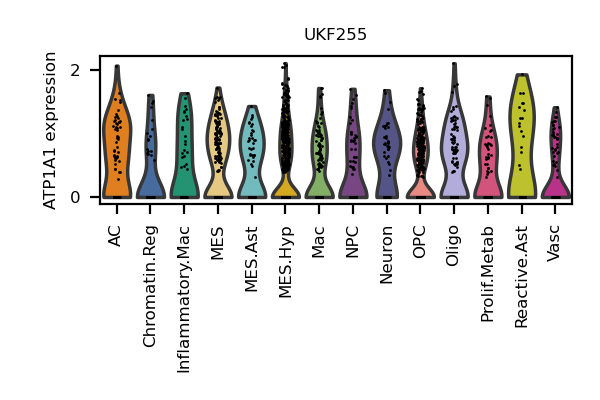 UKF255
ATP1A1 expression
2
0
AC
Chromatin.Reg
Inflammatory.Mac
MES
MES.Ast
MES.Hyp
Mac
NPC
Neuron
OPC
Oligo
Prolif.Metab
Reactive.Ast
Vasc